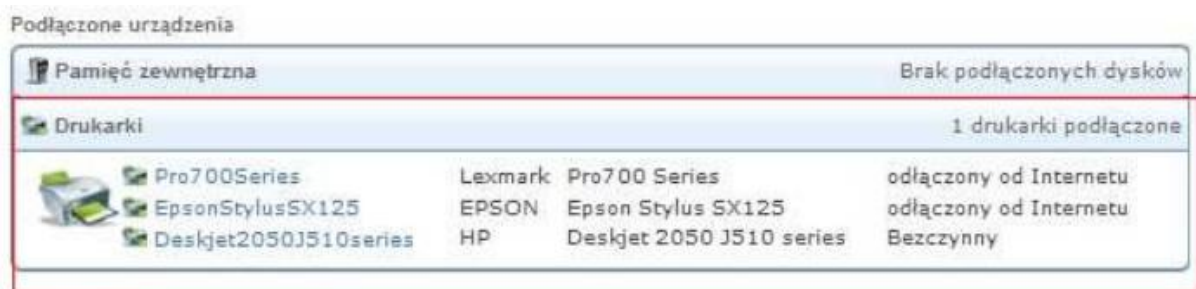 Podłączone urządzenia
Pamięć zewnętrzna Brak podłączonych dysków
Drukarki 1 drukarki podłączone
Pro700Series Lexmark Pro700 Series odłączony od Internetu
EpsonStylusSX125 EPSON Epson Stylus SX125 odłączony od Internetu
Deskjet2050J510series HP Deskjet 2050 J510 series Bezczynny